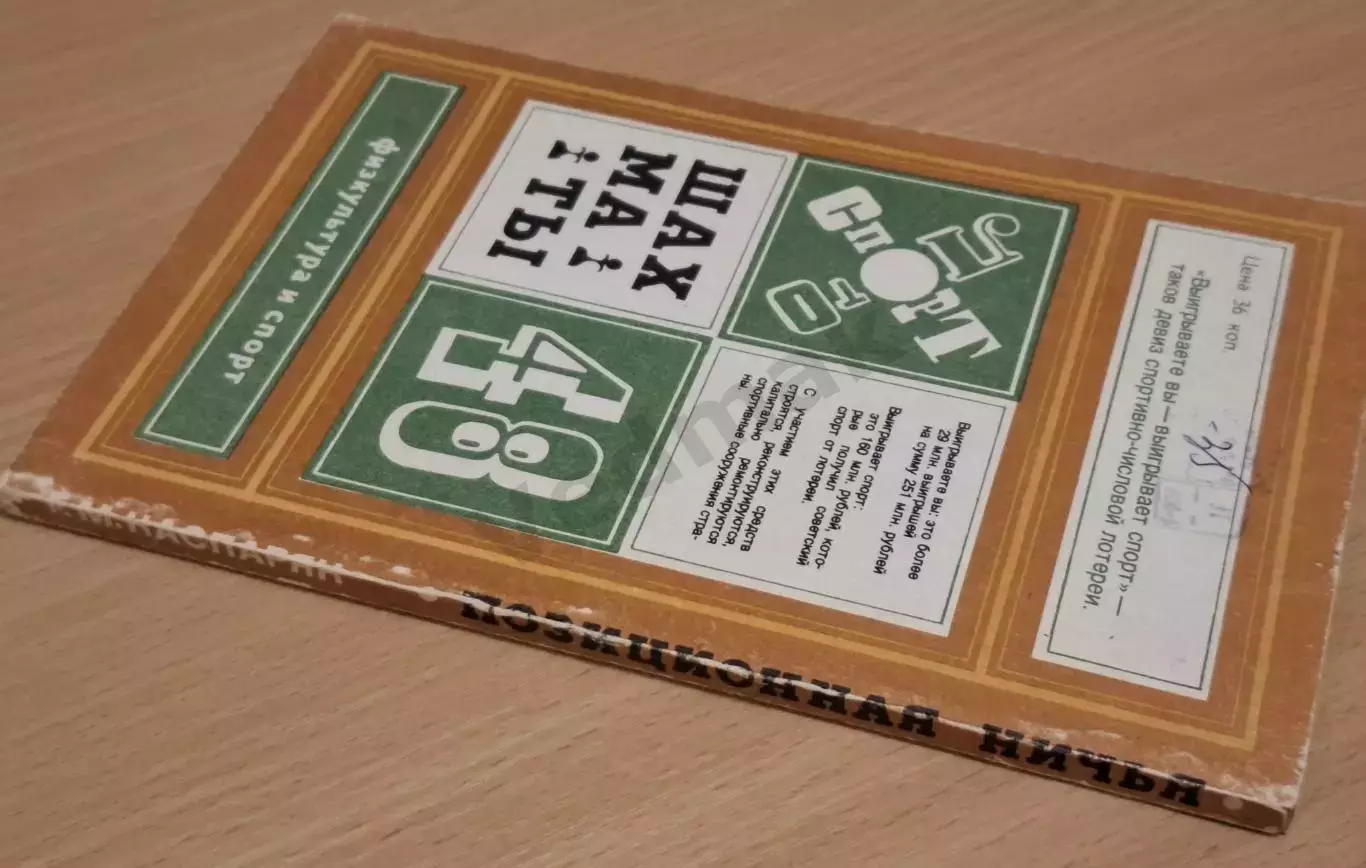 физкультура и спорт
ШАХ
МА
ТЫ
48
Спорт
ЛОТО
Выигрываете вы: это более
29 млн. выигрышей
на сумму 251 млн. рублей
Выигрывает спорт:
это 160 млн. рублей, кото-
рые получил советский
спорт от лотереи.
С участием этих средств
строятся, реконструируются,
капитально ремонтируются
спортивные сооружения стра-
ны.
Цена 36 коп.
«Выигрываете вы — выигрывает спорт» —
таков девиз спортивно-числовой лотереи.
ПОЗИЦИОННАЯ НИЧЬЯ